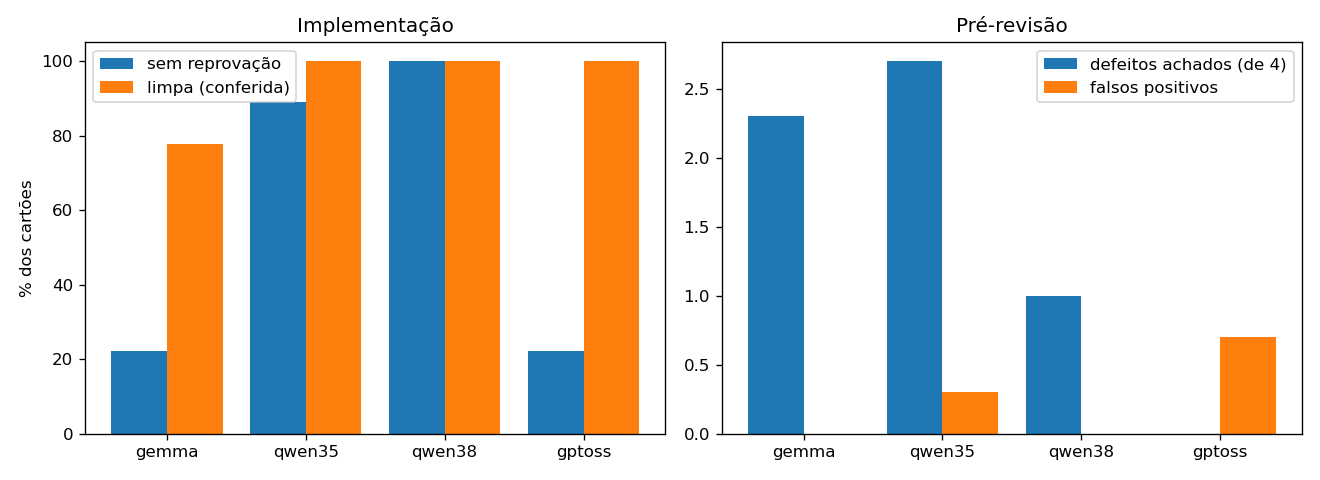 Implementação
sem reprovação
limpa (conferida)
% dos cartões
100
80
60
40
20
0
gemma
qwen35
qwen38
gptoss
Pré-revisão
defeitos achados (de 4)
falsos positivos
2.5
2.0
1.5
1.0
0.5
0.0
gemma
qwen35
qwen38
gptoss